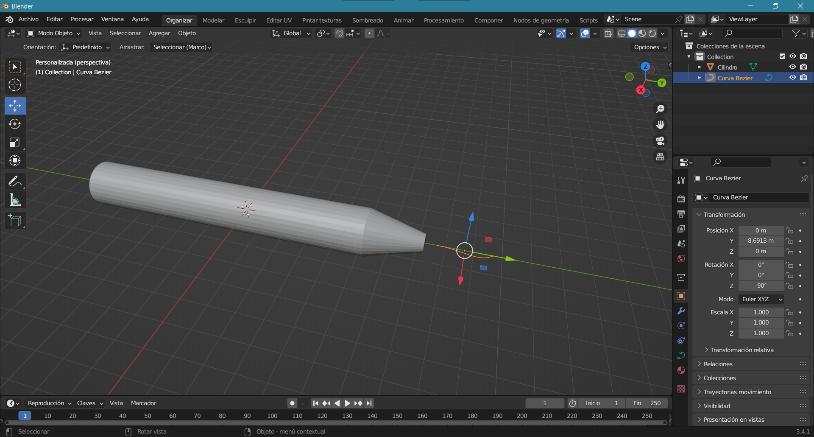 Blender
Archivo Editar Procesar Ventana Ayuda Organizar Modelar Esculpir Editar UV Pintar texturas Sombreado Animar Procesamiento Componer Nodos de geometría Scripts Scene ViewLayer
Modo Objeto Vista Seleccionar Agregar Objeto Global
Orientación: Predefinido Arrastrar: Seleccionar (Marco) Opciones
Personalizada (perspectiva)
(1) Collection | Curva Bezier
Z
Y
X
Colecciones de la escena
Collection
Cilindro
Curva Bezier
Curva Bezier
Curva Bezier
Transformación
Posición X 0 m
Y 8.6913 m
Z 0 m
Rotación X 0°
Y 0°
Z -90°
Modo Euler XYZ
Escala X 1.000
Y 1.000
Z 1.000
Transformación relativa
Relaciones
Colecciones
Trayectorias movimiento
Visibilidad
Presentación en vistas
Reproducción Claves Vista Marcador 1 Inicio 1 Fin 250
1 10 20 30 40 50 60 70 80 90 100 110 120 130 140 150 160 170 180 190 200 210 220 230 240 250
Seleccionar Rotar vista Objeto - menú contextual 3.4.1